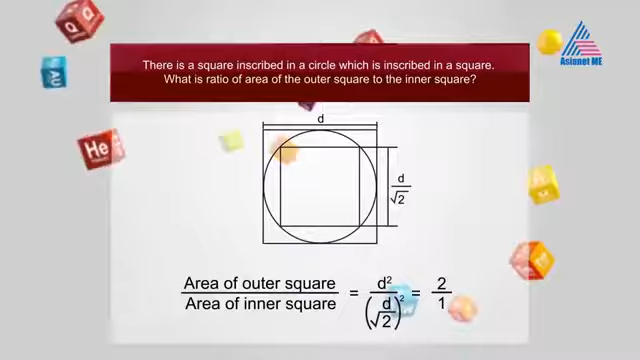 Asianet ME
There is a square inscribed in a circle which is inscribed in a square.
What is ratio of area of the outer square to the inner square?
d
d
√2
Area of outer square / Area of inner square = d² / (d/√2)² = 2/1
He
AU